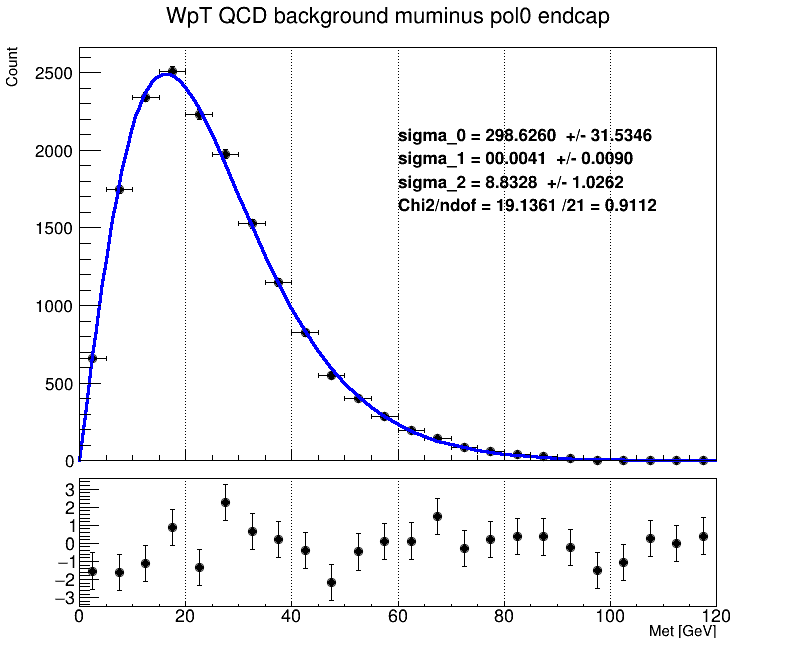 WpT QCD background muminus pol0 endcap
Count
2500
2000
1500
1000
500
0
sigma_0 = 298.6260 +/- 31.5346
sigma_1 = 00.0041 +/- 0.0090
sigma_2 = 8.8328 +/- 1.0262
Chi2/ndof = 19.1361 /21 = 0.9112
3
2
1
0
−1
−2
−3
0 20 40 60 80 100 120
Met [GeV]